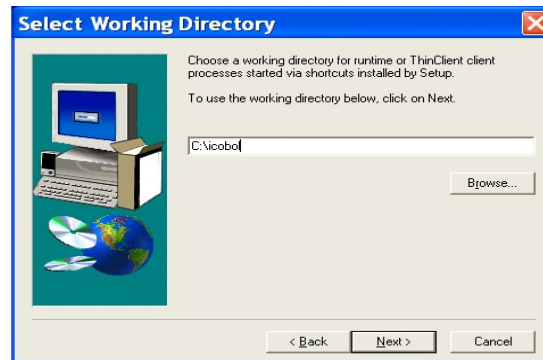 Select Working Directory
Choose a working directory for runtime or ThinClient client
processes started via shortcuts installed by Setup.
To use the working directory below, click on Next.
C:\icobol
Browse...
< Back
Next >
Cancel